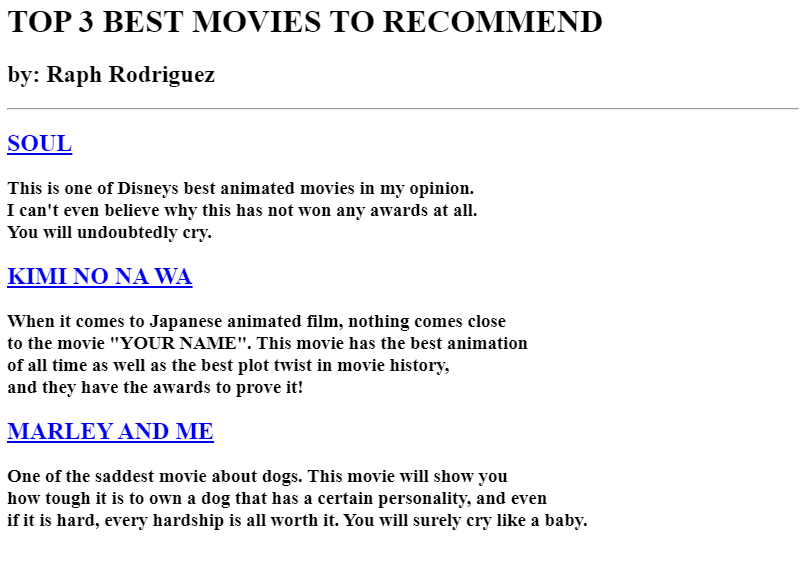 TOP 3 BEST MOVIES TO RECOMMEND
by: Raph Rodriguez
SOUL
This is one of Disneys best animated movies in my opinion.
I can't even believe why this has not won any awards at all.
You will undoubtedly cry.
KIMI NO NA WA
When it comes to Japanese animated film, nothing comes close
to the movie "YOUR NAME". This movie has the best animation
of all time as well as the best plot twist in movie history,
and they have the awards to prove it!
MARLEY AND ME
One of the saddest movie about dogs. This movie will show you
how tough it is to own a dog that has a certain personality, and even
if it is hard, every hardship is all worth it. You will surely cry like a baby.